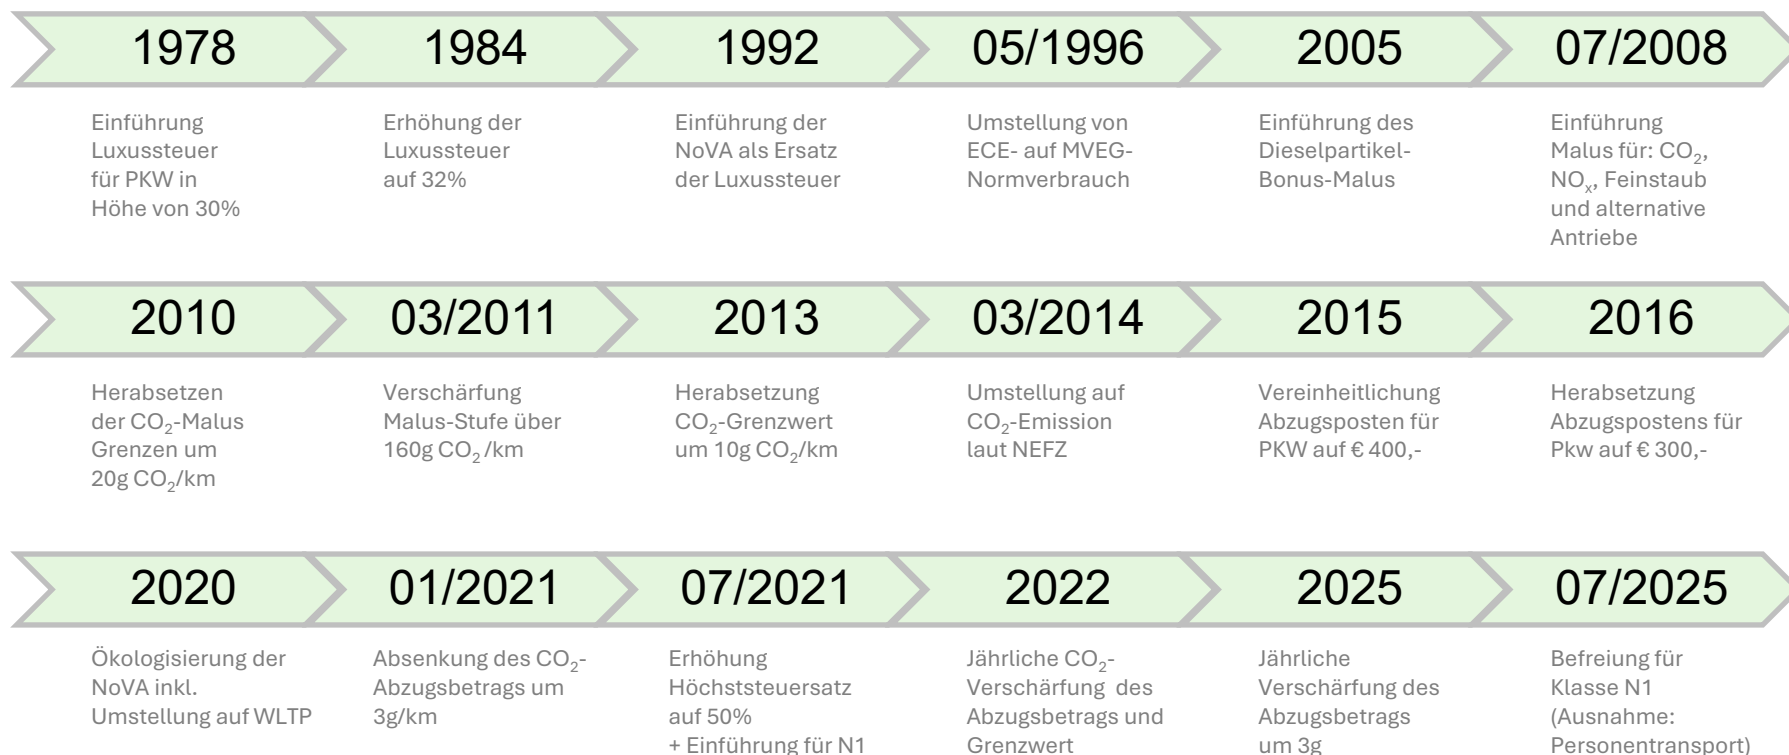 1978
Einführung
Luxussteuer
für PKW in
Höhe von 30%
1984
Erhöhung der
Luxussteuer
auf 32%
1992
Einführung der
NoVA als Ersatz
der Luxussteuer
05/1996
Umstellung von
ECE- auf MVEG-
Normverbrauch
2005
Einführung des
Dieselpartikel-
Bonus-Malus
07/2008
Einführung
Malus für: CO₂,
NOₓ, Feinstaub
und alternative
Antriebe
2010
Herabsetzen
der CO₂-Malus
Grenzen um
20g CO₂/km
03/2011
Verschärfung
Malus-Stufe über
160g CO₂ /km
2013
Herabsetzung
CO₂-Grenzwert
um 10g CO₂/km
03/2014
Umstellung auf
CO₂-Emission
laut NEFZ
2015
Vereinheitlichung
Abzugsposten für
PKW auf € 400,-
2016
Herabsetzung
Abzugspostens für
Pkw auf € 300,-
2020
Ökologisierung der
NoVA inkl.
Umstellung auf WLTP
01/2021
Absenkung des CO₂-
Abzugsbetrags um
3g/km
07/2021
Erhöhung
Höchststeuersatz
auf 50%
+ Einführung für N1
2022
Jährliche CO₂-
Verschärfung des
Abzugsbetrags und
Grenzwert
2025
Jährliche
Verschärfung des
Abzugsbetrags
um 3g
07/2025
Befreiung für
Klasse N1
(Ausnahme:
Personentransport)